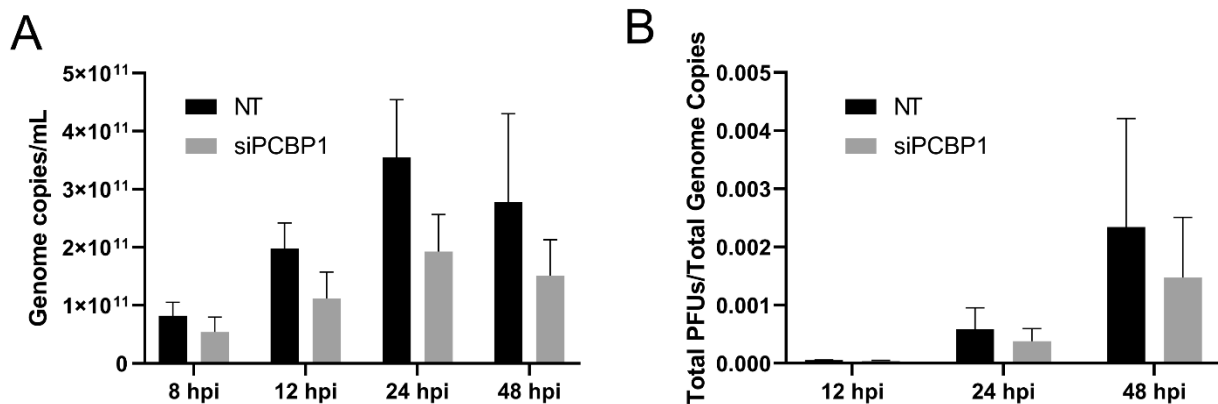 A
Genome copies/mL
5×10¹¹
4×10¹¹
3×10¹¹
2×10¹¹
1×10¹¹
0
NT
siPCBP1
8 hpi
12 hpi
24 hpi
48 hpi
B
Total PFUs/Total Genome Copies
0.005
0.004
0.003
0.002
0.001
0.000
NT
siPCBP1
12 hpi
24 hpi
48 hpi